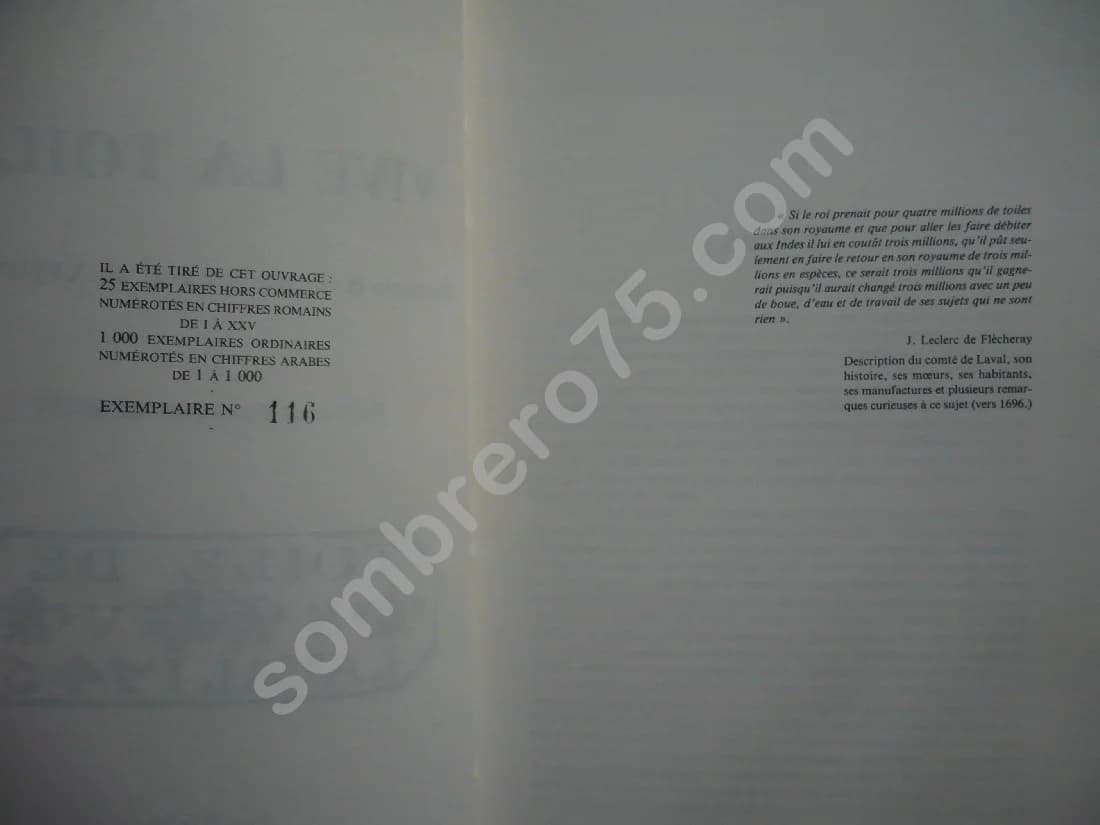 IL A ÉTÉ TIRÉ DE CET OUVRAGE :
25 EXEMPLAIRES HORS COMMERCE
NUMÉROTÉS EN CHIFFRES ROMAINS
DE I À XXV
1 000 EXEMPLAIRES ORDINAIRES
NUMÉROTÉS EN CHIFFRES ARABES
DE 1 À 1 000
EXEMPLAIRE N° 116
« Si le roi prenait pour quatre millions de toiles
dans son royaume et que pour aller les faire débiter
aux Indes il lui en coutât trois millions, qu'il pût seu-
lement en faire le retour en son royaume de trois mil-
lions en espèces, ce serait trois millions qu'il gagne-
rait puisqu'il aurait changé trois millions avec un peu
de boue, d'eau et de travail de ses sujets qui ne sont
rien ».
J. Leclerc de Flècheray
Description du comté de Laval, son
histoire, ses mœurs, ses habitants,
ses manufactures et plusieurs remar-
ques curieuses à ce sujet (vers 1696.)
sombrero75.com